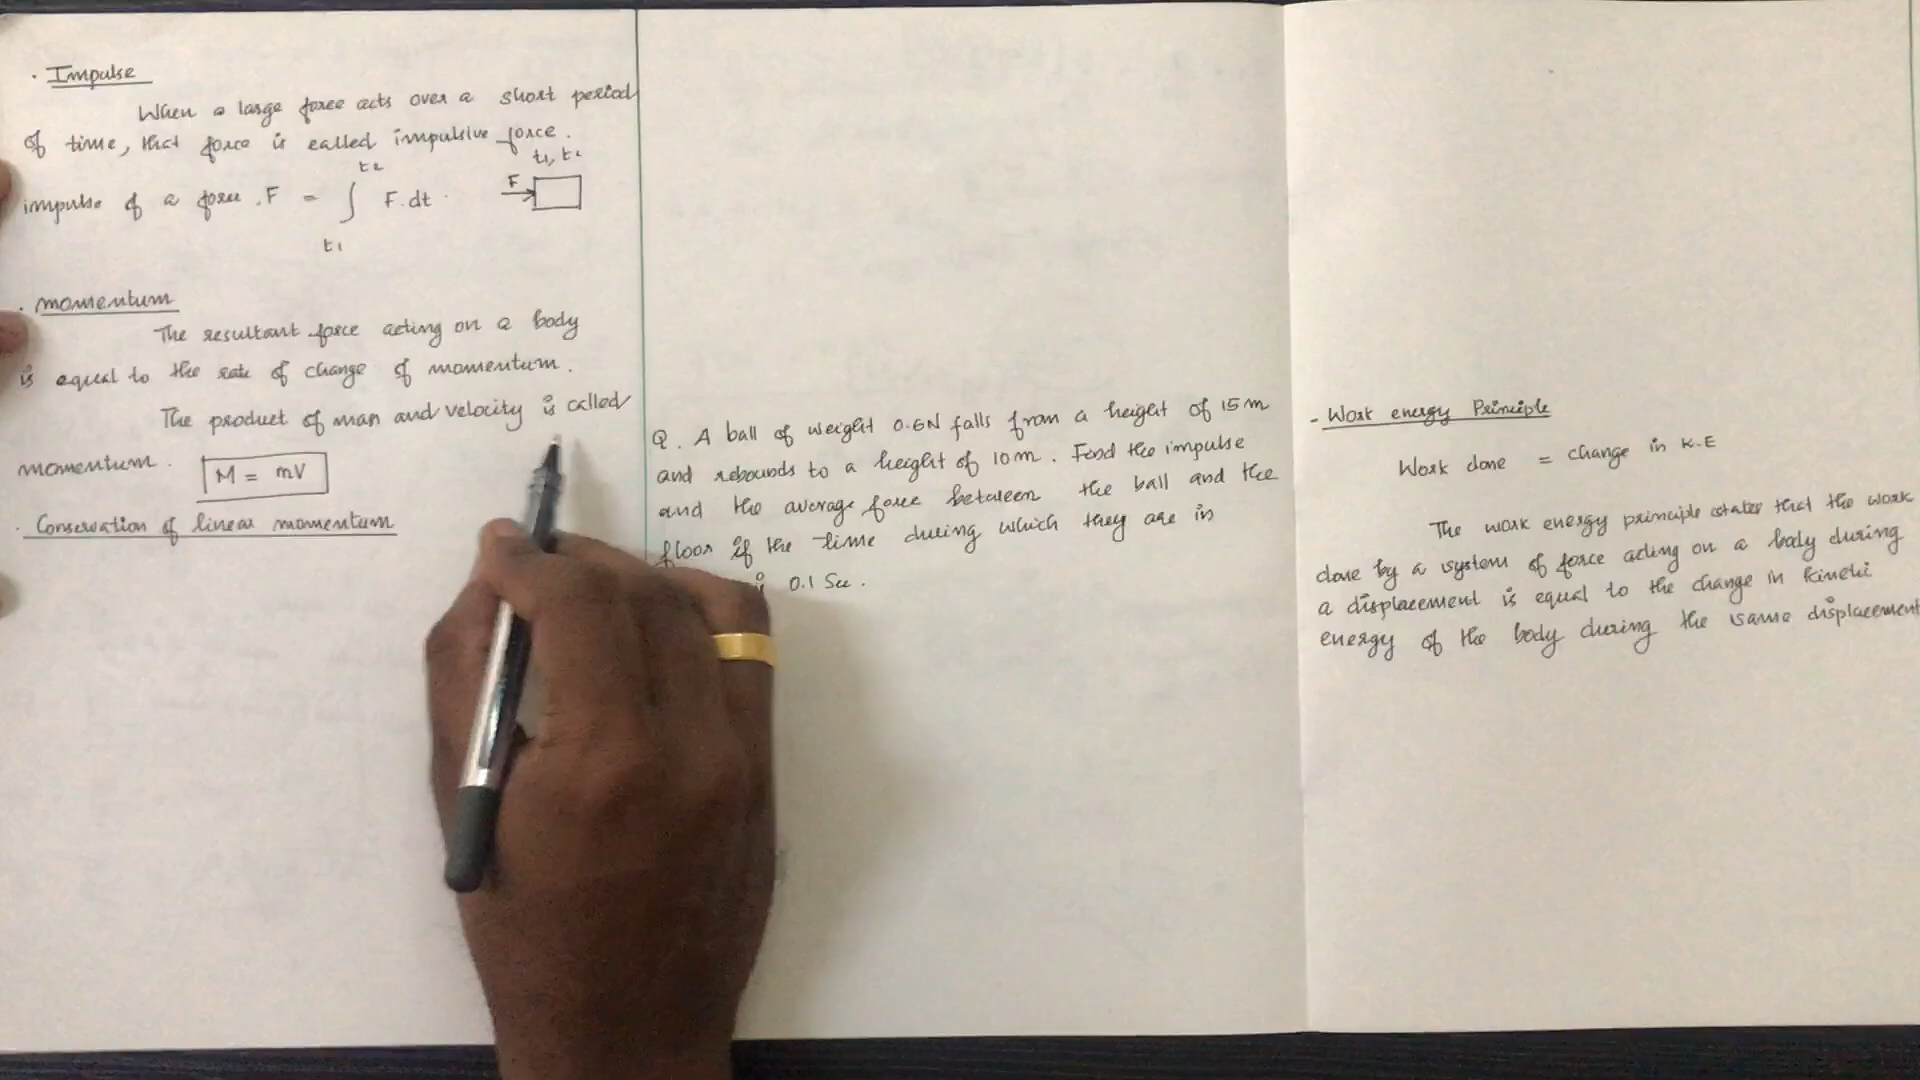 . Impulse
When a large force acts over a short period
of time, that force is called impulsive force.
t₁, t₂
t₂
impulse of a force, F = ∫ F.dt.
F
t₁
. momentum
The resultant force acting on a body
is equal to the rate of change of momentum.
The product of mass and velocity is called
momentum. M = mV
. Conservation of linear momentum
Q. A ball of weight 0.6N falls from a height of 15m
and rebounds to a height of 10m. Find the impulse
and the average force between the ball and the
floor if the time during which they are in
0.1 Sec.
- Work energy Principle
Work done = change in K.E
The work energy principle states that the work
done by a system of force acting on a body during
a displacement is equal to the change in kinetic
energy of the body during the same displacement